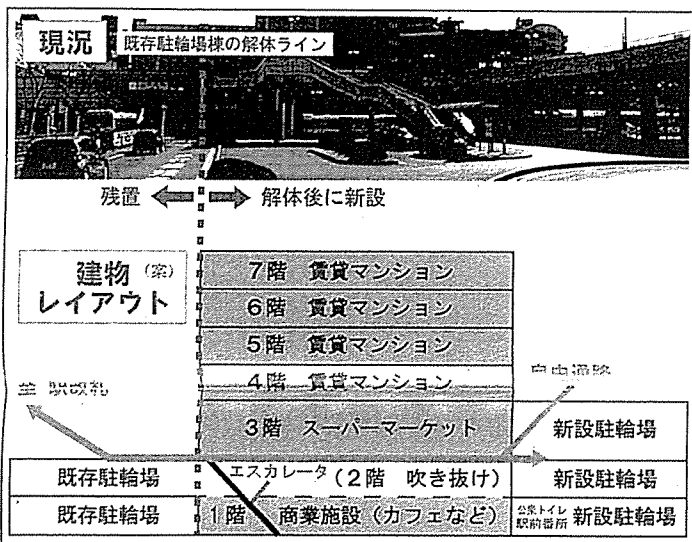 現況
既存駐輪場棟の解体ライン
残置
解体後に新設
建物(案)
レイアウト
7階 賃貸マンション
6階 賃貸マンション
5階 賃貸マンション
4階 賃貸マンション
至 駅改札
自由通路
3階 スーパーマーケット
新設駐輪場
既存駐輪場
エスカレータ
(2階 吹き抜け)
新設駐輪場
既存駐輪場
1階 商業施設(カフェなど)
公衆トイレ
駅前番所
新設駐輪場